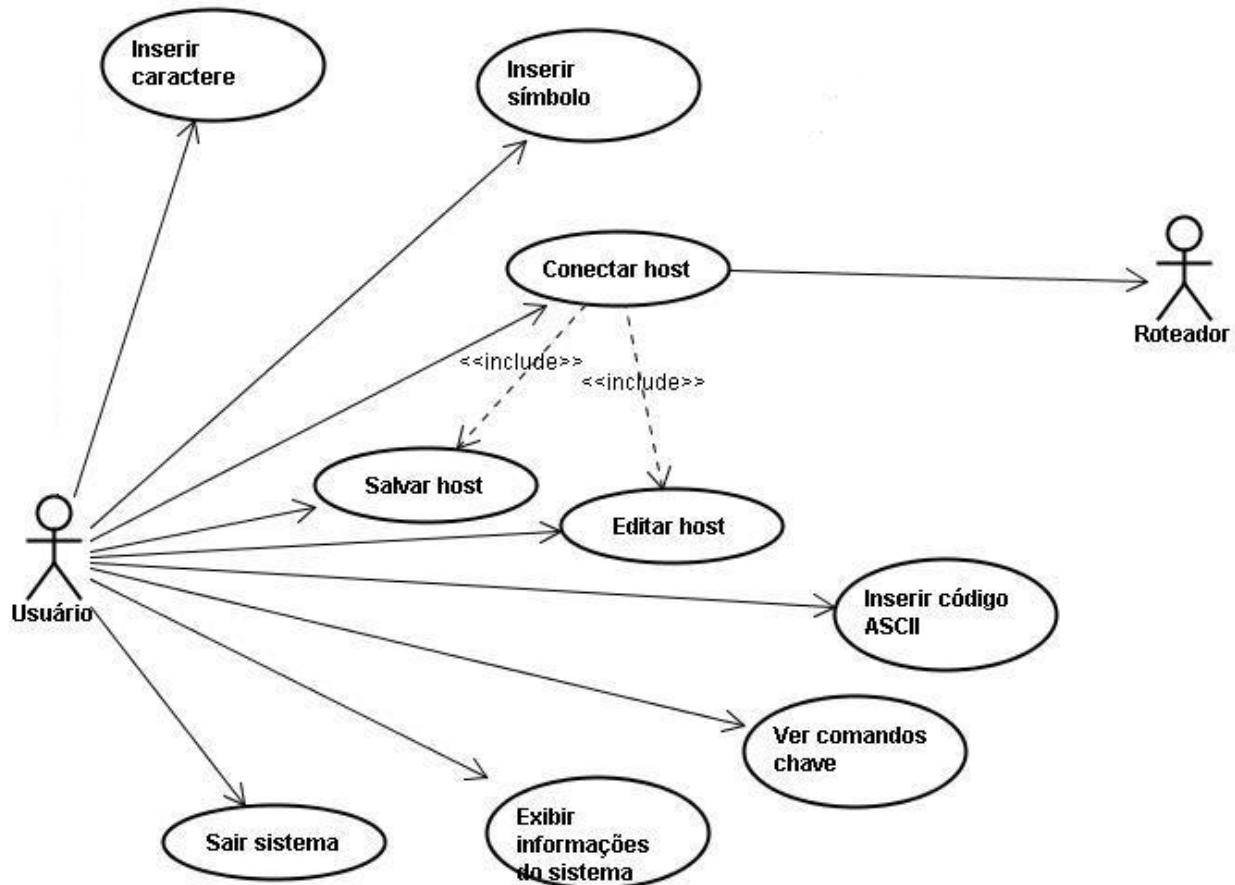 Inserir
caractere
Inserir
símbolo
Conectar host
Roteador
<<include>>
<<include>>
Salvar host
Editar host
Usuário
Inserir código
ASCII
Ver comandos
chave
Sair sistema
Exibir
informações
do sistema